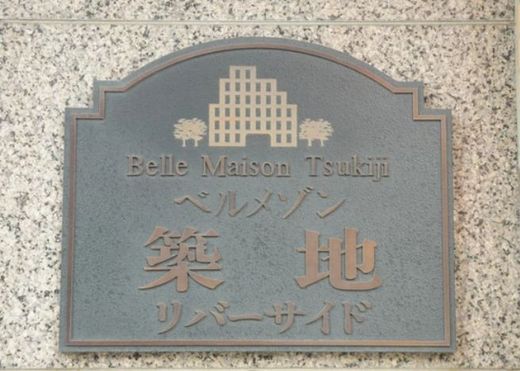 Belle Maison Tsukiji
ベルメゾン
築地
リバーサイド